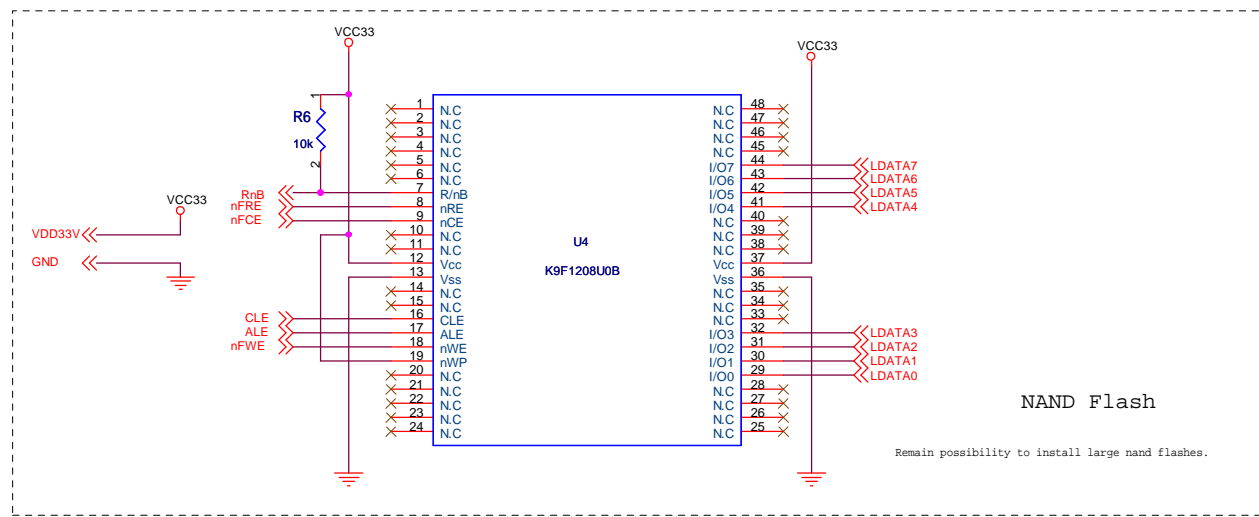 VCC33
VCC33
1
R6
10k
2
RnB
nFRE
nFCE
VCC33
VDD33V
GND
CLE
ALE
nFWE
1 N.C
2 N.C
3 N.C
4 N.C
5 N.C
6 N.C
7 R/nB
8 nRE
9 nCE
10 N.C
11 N.C
12 Vcc
13 Vss
14 N.C
15 N.C
16 CLE
17 ALE
18 nWE
19 nWP
20 N.C
21 N.C
22 N.C
23 N.C
24 N.C
U4
K9F1208U0B
N.C 48
N.C 47
N.C 46
N.C 45
I/O7 44 LDATA7
I/O6 43 LDATA6
I/O5 42 LDATA5
I/O4 41 LDATA4
N.C 40
N.C 39
N.C 38
Vcc 37
Vss 36
N.C 35
N.C 34
N.C 33
I/O3 32 LDATA3
I/O2 31 LDATA2
I/O1 30 LDATA1
I/O0 29 LDATA0
N.C 28
N.C 27
N.C 26
N.C 25
NAND Flash
Remain possibility to install large nand flashes.